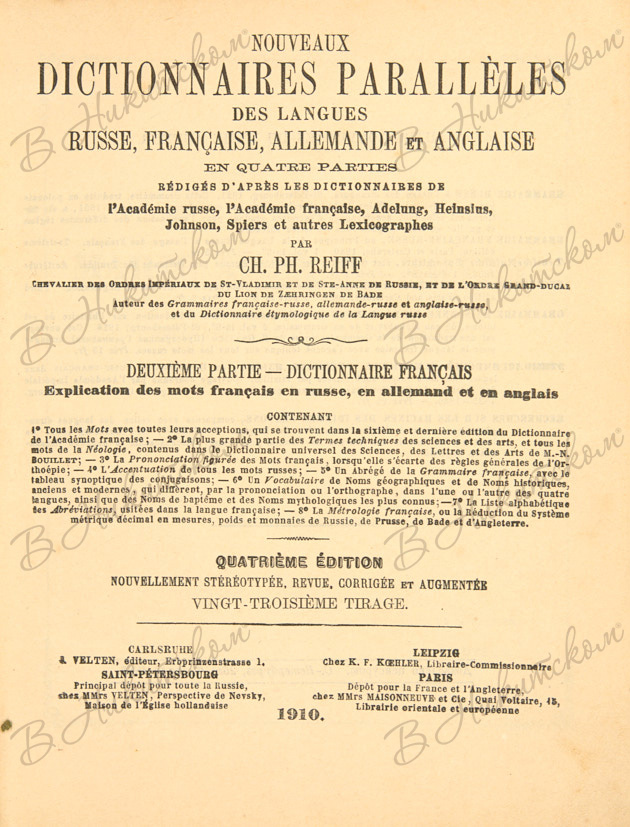 NOUVEAUX
DICTIONNAIRES PARALLÈLES
DES LANGUES
RUSSE, FRANÇAISE, ALLEMANDE ET ANGLAISE
EN QUATRE PARTIES
RÉDIGÉS D'APRÈS LES DICTIONNAIRES DE
l'Académie russe, l'Académie française, Adelung, Heinsius,
Johnson, Spiers et autres Lexicographes
PAR
CH. PH. REIFF
CHEVALIER DES ORDRES IMPÉRIAUX DE ST-VLADIMIR ET DE STE-ANNE DE RUSSIE, ET DE L'ORDRE GRAND-DUCAL
DU LION DE ZÆHRINGEN DE BADE
Auteur des Grammaires française-russe, allemande-russe et anglaise-russe,
et du Dictionnaire étymologique de la Langue russe
DEUXIÈME PARTIE — DICTIONNAIRE FRANÇAIS
Explication des mots français en russe, en allemand et en anglais
CONTENANT
1º Tous les Mots avec toutes leurs acceptions, qui se trouvent dans la sixième et dernière édition du Dictionnaire
de l'Académie française; — 2º La plus grande partie des Termes techniques des sciences et des arts, et tous les
mots de la Néologie, contenus dans le Dictionnaire universel des Sciences, des Lettres et des Arts de M.-N.
BOUILLET; — 3º La Prononciation figurée des Mots français, lorsqu'elle s'écarte des règles générales de l'Or-
thoépie; — 4º L'Accentuation de tous les mots russes; — 5º Un Abrégé de la Grammaire française, avec le
tableau synoptique des conjugaisons; — 6º Un Vocabulaire de Noms géographiques et de Noms historiques,
anciens et modernes, qui diffèrent, par la prononciation ou l'orthographe, dans l'une ou l'autre des quatre
langues, ainsi que des Noms de baptême et des Noms mythologiques les plus connus; — 7º La Liste alphabétique
des Abréviations, usitées dans la langue française; — 8º La Métrologie française, ou la Réduction du Système
métrique décimal en mesures, poids et monnaies de Russie, de Prusse, de Bade et d'Angleterre.
QUATRIÈME ÉDITION
NOUVELLEMENT STÉRÉOTYPÉE, REVUE, CORRIGÉE ET AUGMENTÉE
VINGT-TROISIÈME TIRAGE.
CARLSRUHE
A. VELTEN, éditeur, Erbprinzenstrasse 1.
SAINT-PÉTERSBOURG
Principal dépôt pour toute la Russie,
chez MMrs VELTEN, Perspective de Nevsky,
Maison de l'Église hollandaise
LEIPZIG
Chez K. F. KŒHLER, Libraire-Commissionnaire
PARIS
Dépôt pour la France et l'Angleterre,
chez MMrs MAISONNEUVE et Cie, Quai Voltaire, 15,
Librairie orientale et européenne
1910.
В. Никитском